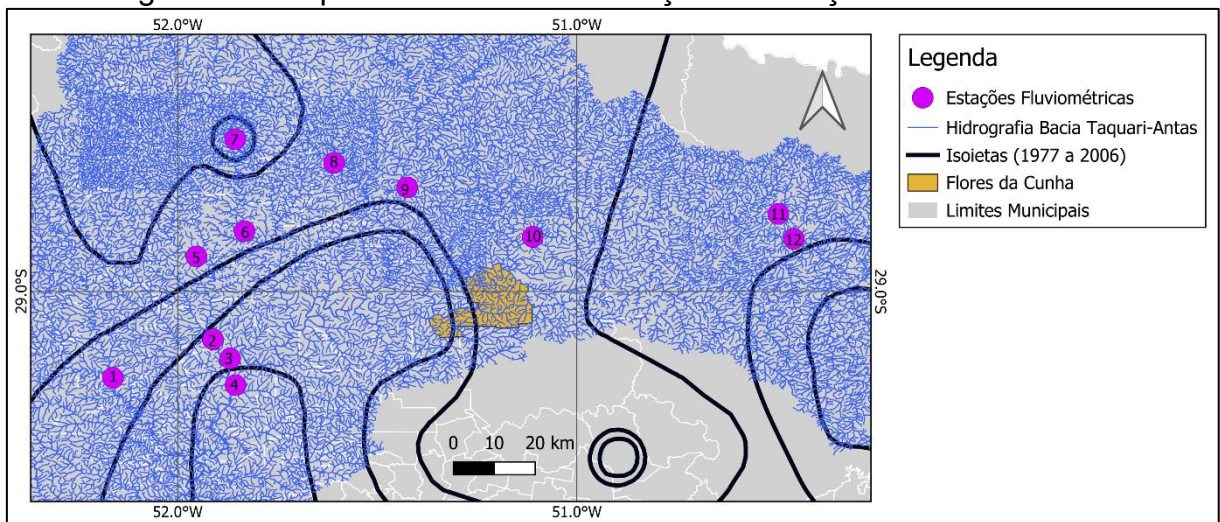 52.0°W 51.0°W
7
8
9
11
6
10
12
5
29.0°S 29.0°S
2
3
1
4
0 10 20 km
52.0°W 51.0°W
Legenda
Estações Fluviométricas
Hidrografia Bacia Taquari-Antas
Isoietas (1977 a 2006)
Flores da Cunha
Limites Municipais